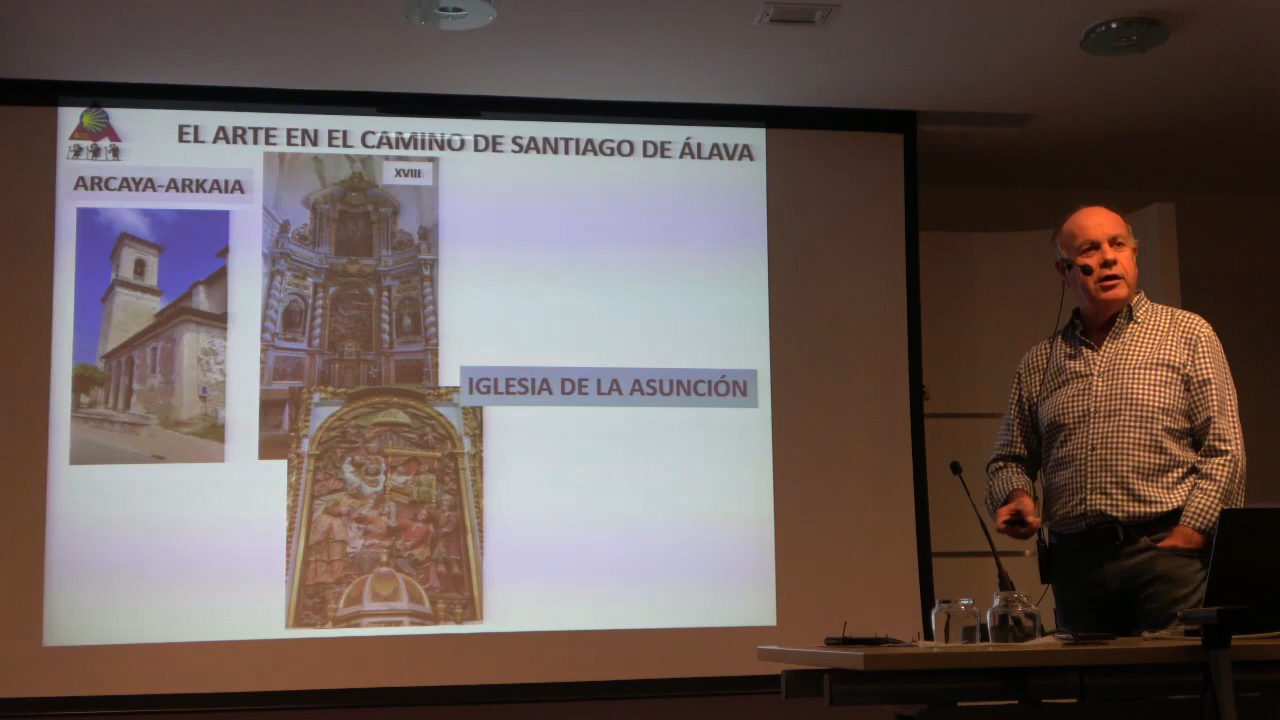 EL ARTE EN EL CAMINO DE SANTIAGO DE ÁLAVA
ARCAYA-ARKAIA
XVIII
IGLESIA DE LA ASUNCIÓN